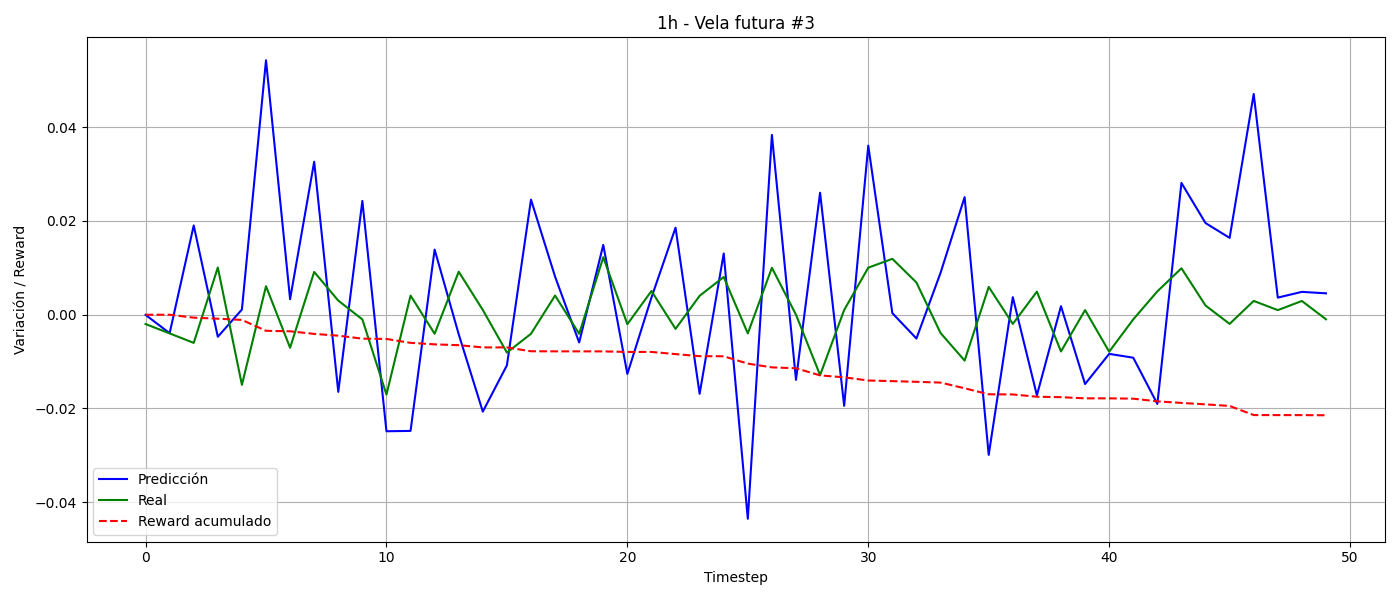 1h - Vela futura #3
Variación / Reward
0.04
0.02
0.00
−0.02
−0.04
Predicción
Real
Reward acumulado
0 10 20 30 40 50
Timestep